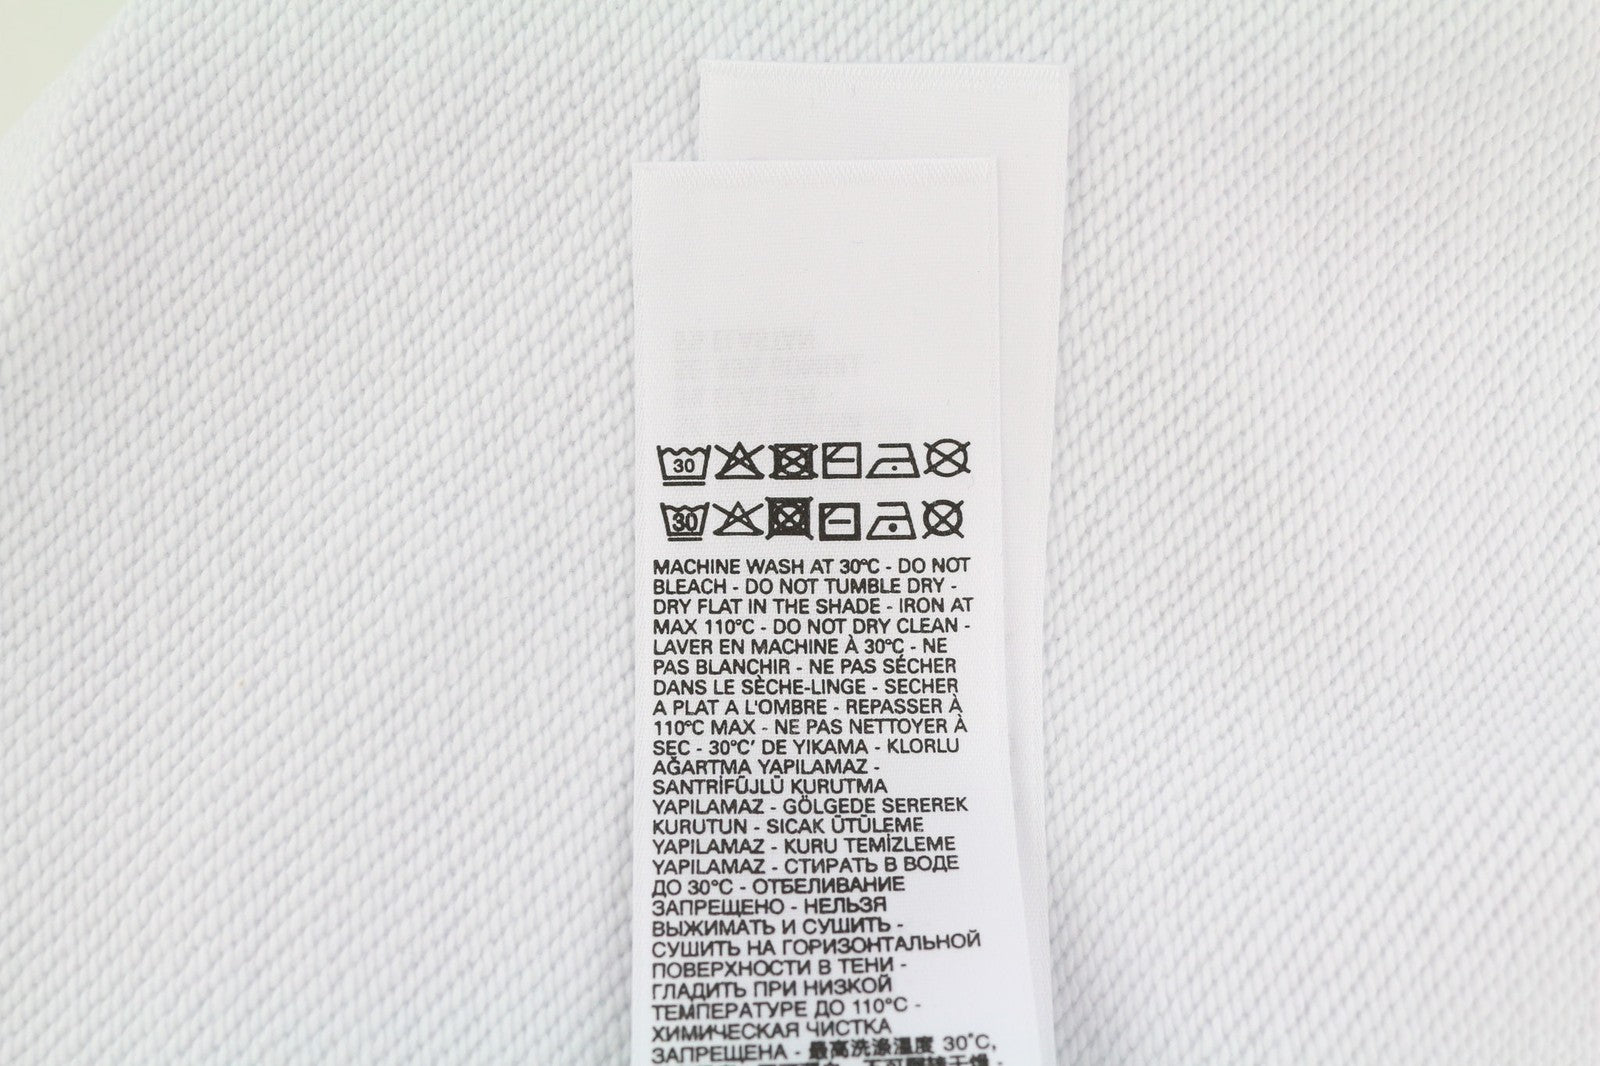 30
30
MACHINE WASH AT 30°C - DO NOT
BLEACH - DO NOT TUMBLE DRY -
DRY FLAT IN THE SHADE - IRON AT
MAX 110°C - DO NOT DRY CLEAN -
LAVER EN MACHINE À 30°C - NE
PAS BLANCHIR - NE PAS SÉCHER
DANS LE SÈCHE-LINGE - SECHER
A PLAT A L'OMBRE - REPASSER À
110°C MAX - NE PAS NETTOYER À
SEC - 30°C' DE YIKAMA - KLORLU
AĞARTMA YAPILAMAZ -
SANTRİFÜJLÜ KURUTMA
YAPILAMAZ - GÖLGEDE SEREREK
KURUTUN - SICAK ÜTÜLEME
YAPILAMAZ - KURU TEMİZLEME
YAPILAMAZ - СТИРАТЬ В ВОДЕ
ДО 30°C - ОТБЕЛИВАНИЕ
ЗАПРЕЩЕНО - НЕЛЬЗЯ
ВЫЖИМАТЬ И СУШИТЬ -
СУШИТЬ НА ГОРИЗОНТАЛЬНОЙ
ПОВЕРХНОСТИ В ТЕНИ -
ГЛАДИТЬ ПРИ НИЗКОЙ
ТЕМПЕРАТУРЕ ДО 110°C -
ХИМИЧЕСКАЯ ЧИСТКА
ЗАПРЕЩЕНА - 最高洗涤温度 30°C,